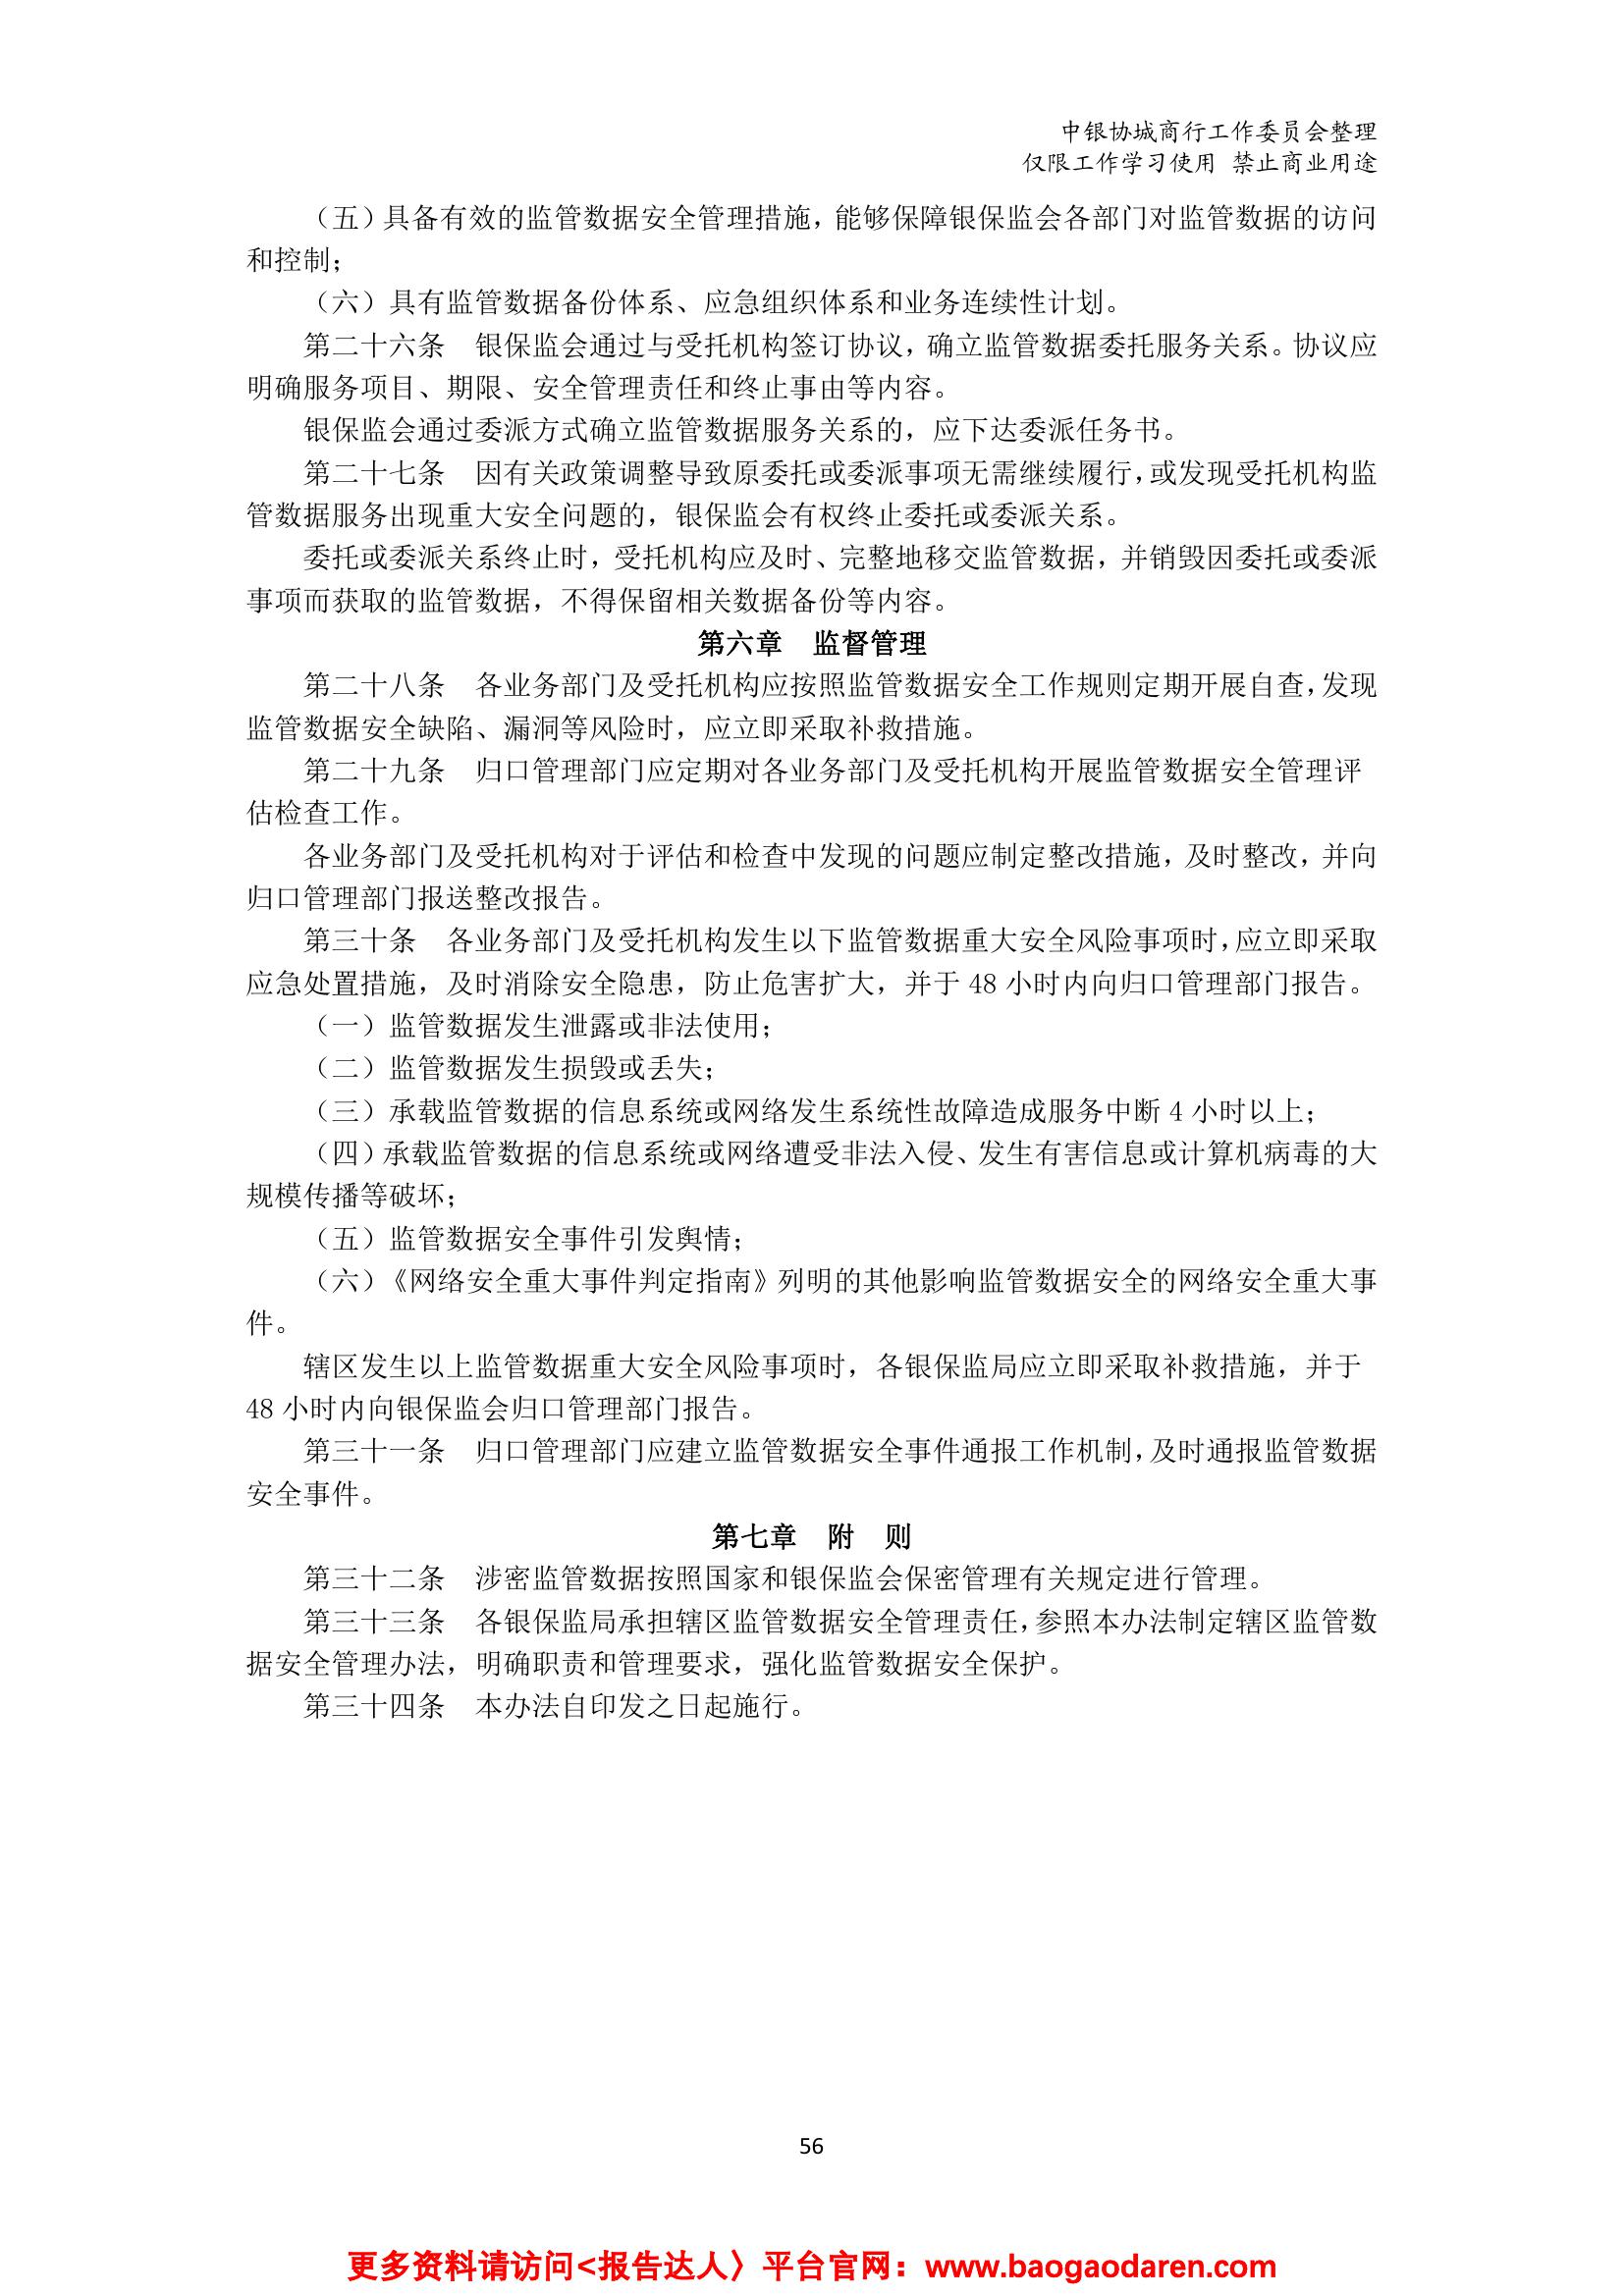 中银协城商行工作委员会整理
仅限工作学习使用 禁止商业用途
（五）具备有效的监管数据安全管理措施，能够保障银保监会各部门对监管数据的访问
和控制；
（六）具有监管数据备份体系、应急组织体系和业务连续性计划。
第二十六条　银保监会通过与受托机构签订协议，确立监管数据委托服务关系。协议应
明确服务项目、期限、安全管理责任和终止事由等内容。
银保监会通过委派方式确立监管数据服务关系的，应下达委派任务书。
第二十七条　因有关政策调整导致原委托或委派事项无需继续履行，或发现受托机构监
管数据服务出现重大安全问题的，银保监会有权终止委托或委派关系。
委托或委派关系终止时，受托机构应及时、完整地移交监管数据，并销毁因委托或委派
事项而获取的监管数据，不得保留相关数据备份等内容。
第六章　监督管理
第二十八条　各业务部门及受托机构应按照监管数据安全工作规则定期开展自查，发现
监管数据安全缺陷、漏洞等风险时，应立即采取补救措施。
第二十九条　归口管理部门应定期对各业务部门及受托机构开展监管数据安全管理评
估检查工作。
各业务部门及受托机构对于评估和检查中发现的问题应制定整改措施，及时整改，并向
归口管理部门报送整改报告。
第三十条　各业务部门及受托机构发生以下监管数据重大安全风险事项时，应立即采取
应急处置措施，及时消除安全隐患，防止危害扩大，并于 48 小时内向归口管理部门报告。
（一）监管数据发生泄露或非法使用；
（二）监管数据发生损毁或丢失；
（三）承载监管数据的信息系统或网络发生系统性故障造成服务中断 4 小时以上；
（四）承载监管数据的信息系统或网络遭受非法入侵、发生有害信息或计算机病毒的大
规模传播等破坏；
（五）监管数据安全事件引发舆情；
（六）《网络安全重大事件判定指南》列明的其他影响监管数据安全的网络安全重大事
件。
辖区发生以上监管数据重大安全风险事项时，各银保监局应立即采取补救措施，并于
48 小时内向银保监会归口管理部门报告。
第三十一条　归口管理部门应建立监管数据安全事件通报工作机制，及时通报监管数据
安全事件。
第七章　附　则
第三十二条　涉密监管数据按照国家和银保监会保密管理有关规定进行管理。
第三十三条　各银保监局承担辖区监管数据安全管理责任，参照本办法制定辖区监管数
据安全管理办法，明确职责和管理要求，强化监管数据安全保护。
第三十四条　本办法自印发之日起施行。
56
更多资料请访问<报告达人〉平台官网：www.baogaodaren.com